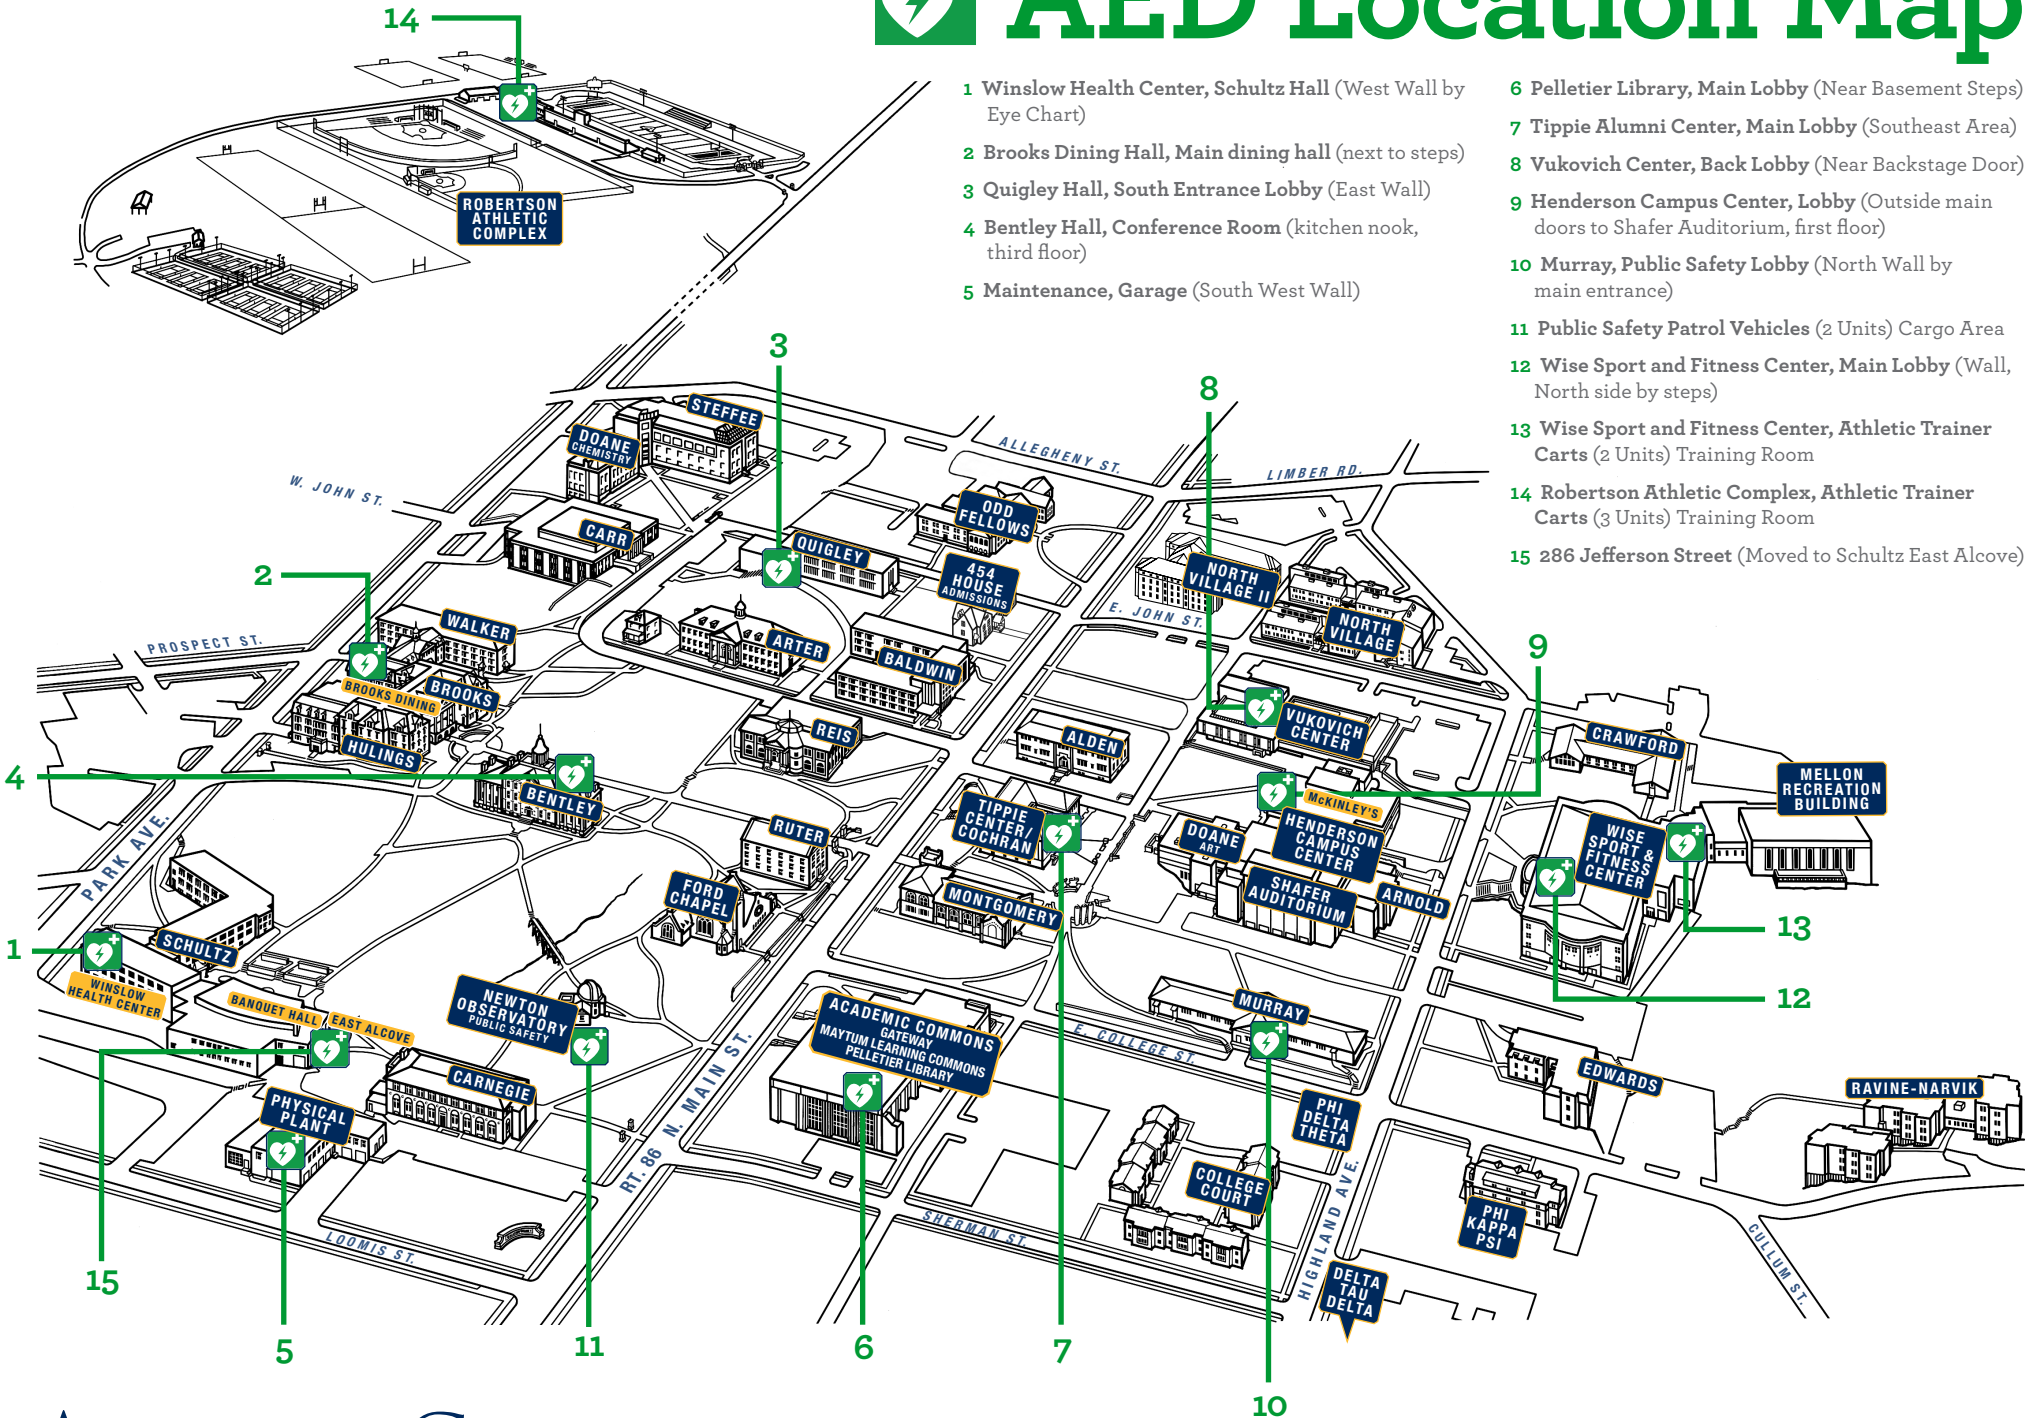 AED Location Map
1 Winslow Health Center, Schultz Hall (West Wall by
Eye Chart)
2 Brooks Dining Hall, Main dining hall (next to steps)
3 Quigley Hall, South Entrance Lobby (East Wall)
4 Bentley Hall, Conference Room (kitchen nook,
third floor)
5 Maintenance, Garage (South West Wall)
6 Pelletier Library, Main Lobby (Near Basement Steps)
7 Tippie Alumni Center, Main Lobby (Southeast Area)
8 Vukovich Center, Back Lobby (Near Backstage Door)
9 Henderson Campus Center, Lobby (Outside main
doors to Shafer Auditorium, first floor)
10 Murray, Public Safety Lobby (North Wall by
main entrance)
11 Public Safety Patrol Vehicles (2 Units) Cargo Area
12 Wise Sport and Fitness Center, Main Lobby (Wall,
North side by steps)
13 Wise Sport and Fitness Center, Athletic Trainer
Carts (2 Units) Training Room
14 Robertson Athletic Complex, Athletic Trainer
Carts (3 Units) Training Room
15 286 Jefferson Street (Moved to Schultz East Alcove)
14
ROBERTSON
ATHLETIC
COMPLEX
3
8
STEFFEE
DOANE
CHEMISTRY
ALLEGHENY ST.
LIMBER RD.
W. JOHN ST.
CARR
QUIGLEY
ODD
FELLOWS
454
HOUSE
ADMISSIONS
NORTH
VILLAGE II
E. JOHN ST.
NORTH
VILLAGE
2
PROSPECT ST.
WALKER
ARTER
BALDWIN
9
BROOKS DINING
BROOKS
HULINGS
REIS
ALDEN
VUKOVICH
CENTER
CRAWFORD
4
BENTLEY
MELLON
RECREATION
BUILDING
TIPPIE
CENTER/
COCHRAN
McKINLEY'S
HENDERSON
CAMPUS
CENTER
DOANE
ART
WISE
SPORT &
FITNESS
CENTER
PARK AVE.
RUTER
FORD
CHAPEL
MONTGOMERY
SHAFER
AUDITORIUM
ARNOLD
13
1
SCHULTZ
WINSLOW
HEALTH CENTER
BANQUET HALL
EAST ALCOVE
NEWTON
OBSERVATORY
PUBLIC SAFETY
ACADEMIC COMMONS
GATEWAY
MAYTUM LEARNING COMMONS
PELLETIER LIBRARY
MURRAY
12
E. COLLEGE ST.
CARNEGIE
EDWARDS
RAVINE-NARVIK
PHYSICAL
PLANT
RT. 86 N. MAIN ST.
PHI
DELTA
THETA
COLLEGE
COURT
PHI
KAPPA
PSI
LOOMIS ST.
SHERMAN ST.
HIGHLAND AVE.
CULLUM ST.
DELTA
TAU
DELTA
15
5
11
6
7
10